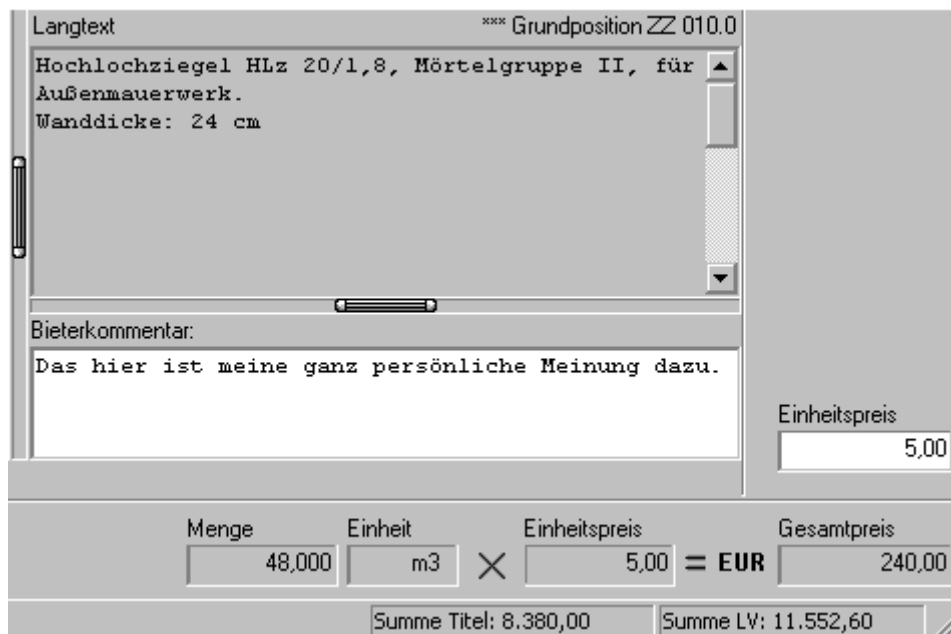 Langtext *** Grundposition ZZ 010.0
Hochlochziegel HLz 20/1,8, Mörtelgruppe II, für
Außenmauerwerk.
Wanddicke: 24 cm
Bieterkommentar:
Das hier ist meine ganz persönliche Meinung dazu.
Einheitspreis
5,00
Menge Einheit Einheitspreis Gesamtpreis
48,000 m3 × 5,00 = EUR 240,00
Summe Titel: 8.380,00 Summe LV: 11.552,60